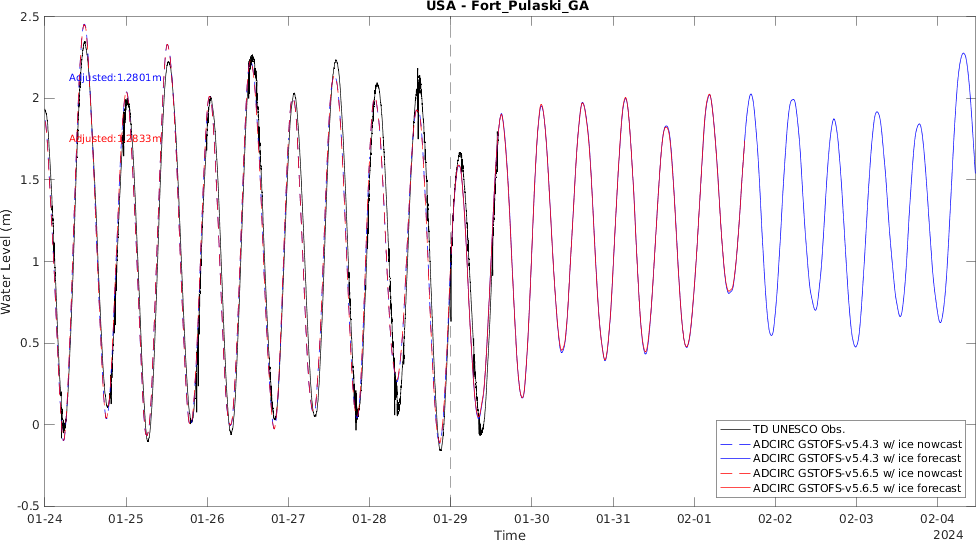 USA - Fort_Pulaski_GA
2.5
2
1.5
1
0.5
0
-0.5
Water Level (m)
Adjusted:1.2801m
Adjusted:1.2833m
TD UNESCO Obs.
ADCIRC GSTOFS-v5.4.3 w/ ice nowcast
ADCIRC GSTOFS-v5.4.3 w/ ice forecast
ADCIRC GSTOFS-v5.6.5 w/ ice nowcast
ADCIRC GSTOFS-v5.6.5 w/ ice forecast
01-24 01-25 01-26 01-27 01-28 01-29 01-30 01-31 02-01 02-02 02-03 02-04
Time
2024